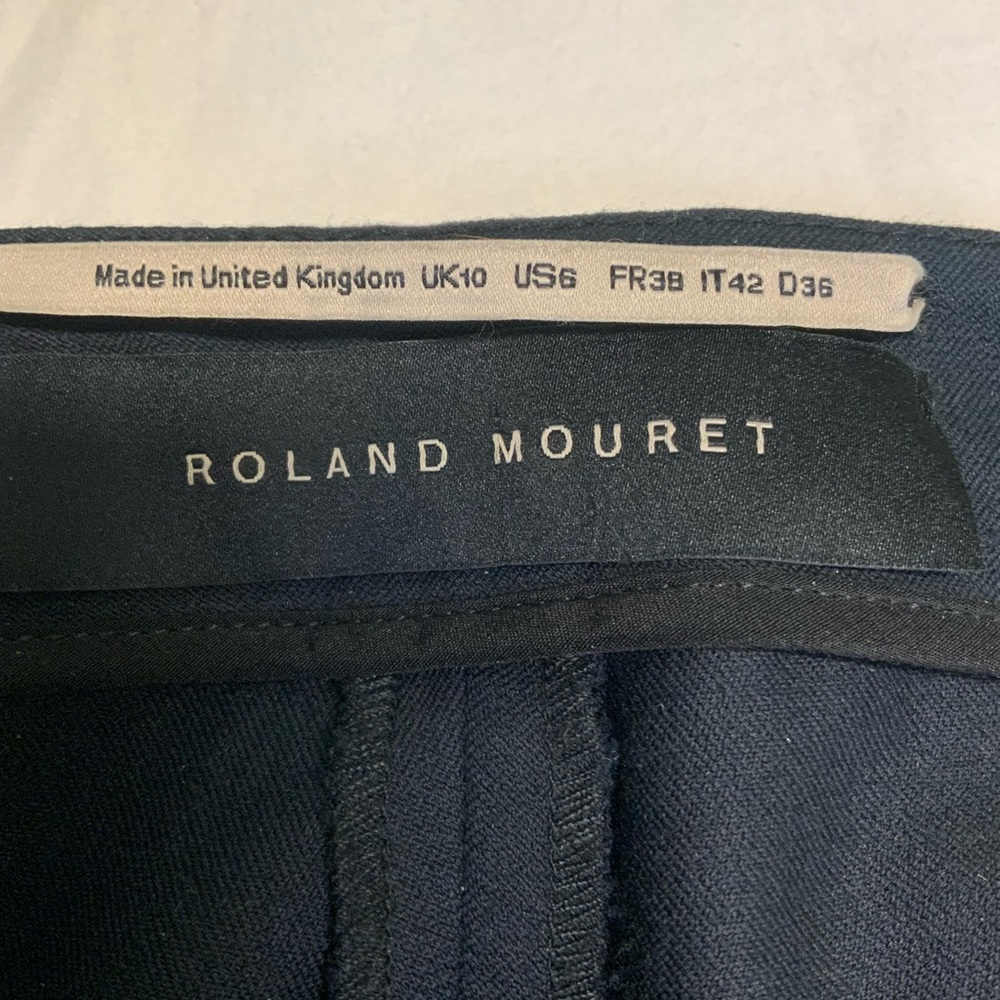 Made in United Kingdom UK10 US6 FR38 IT42 D36
ROLAND MOURET